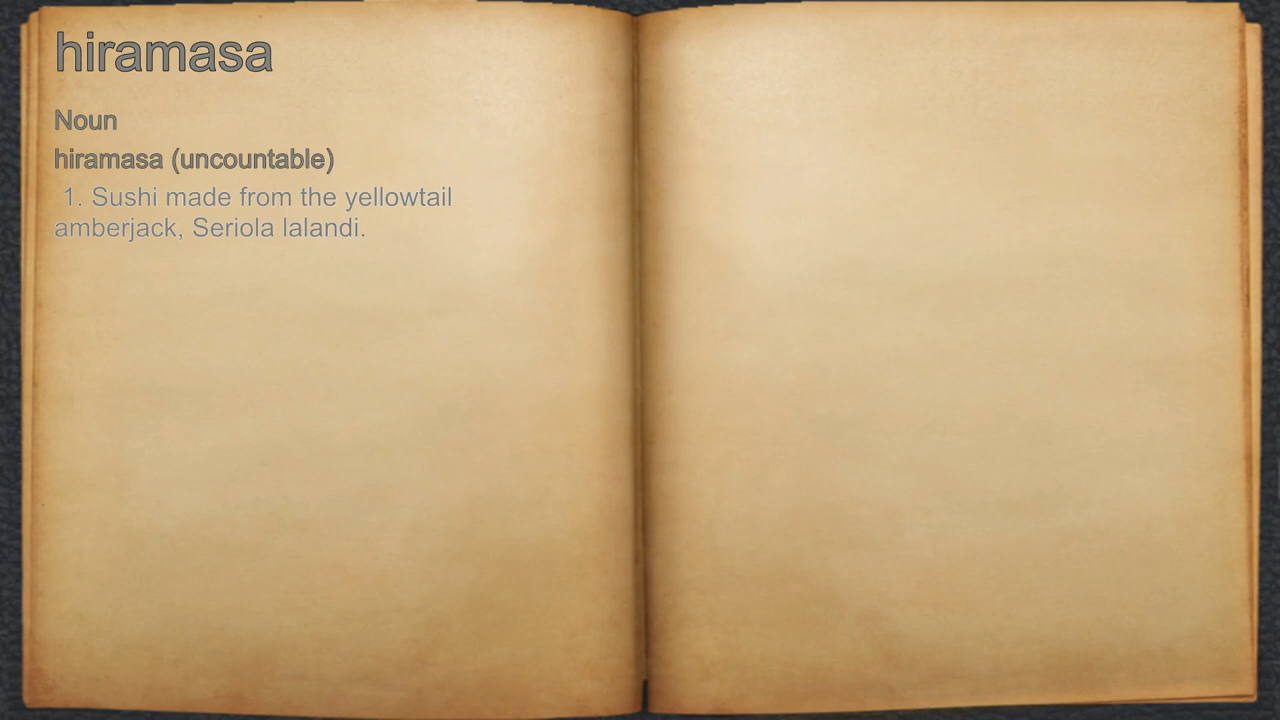 hiramasa
Noun
hiramasa (uncountable)
1. Sushi made from the yellowtail
amberjack, Seriola lalandi.